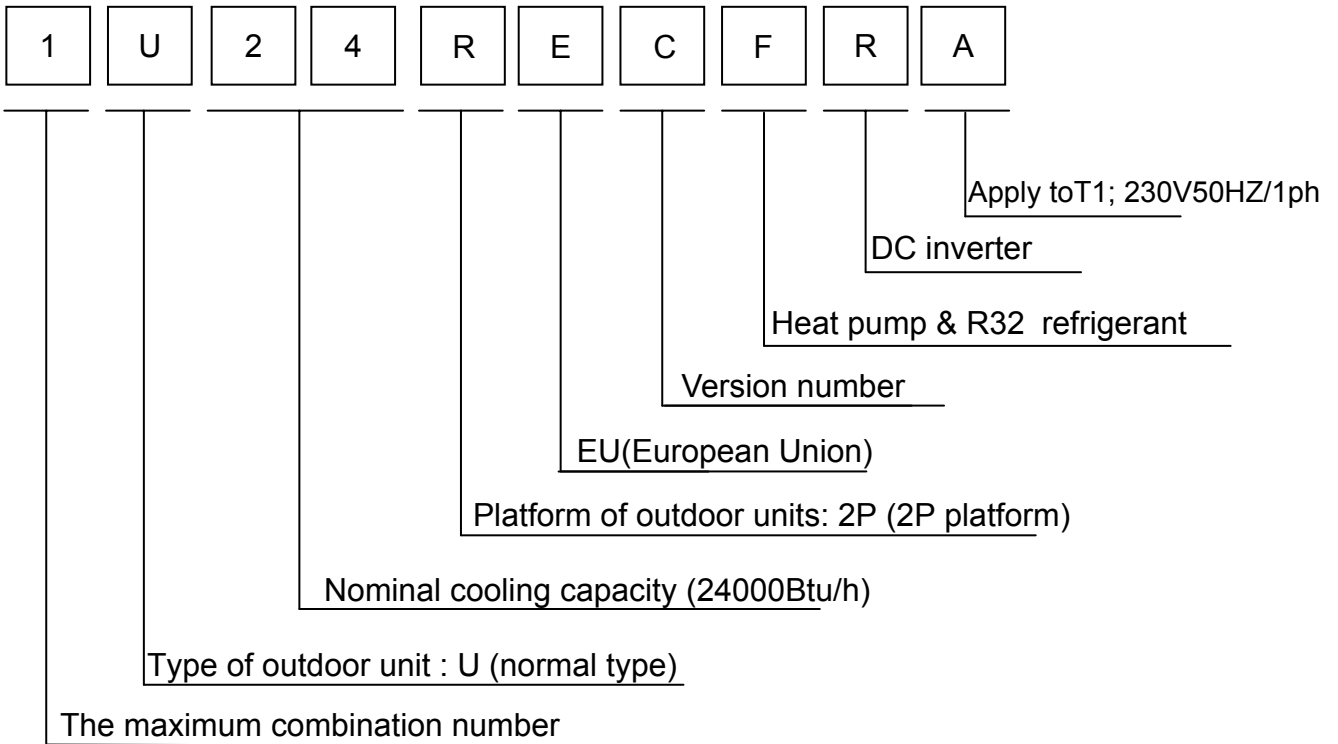 1 U 2 4 R E C F R A
Apply toT1; 230V50HZ/1ph
DC inverter
Heat pump & R32 refrigerant
Version number
EU(European Union)
Platform of outdoor units: 2P (2P platform)
Nominal cooling capacity (24000Btu/h)
Type of outdoor unit : U (normal type)
The maximum combination number